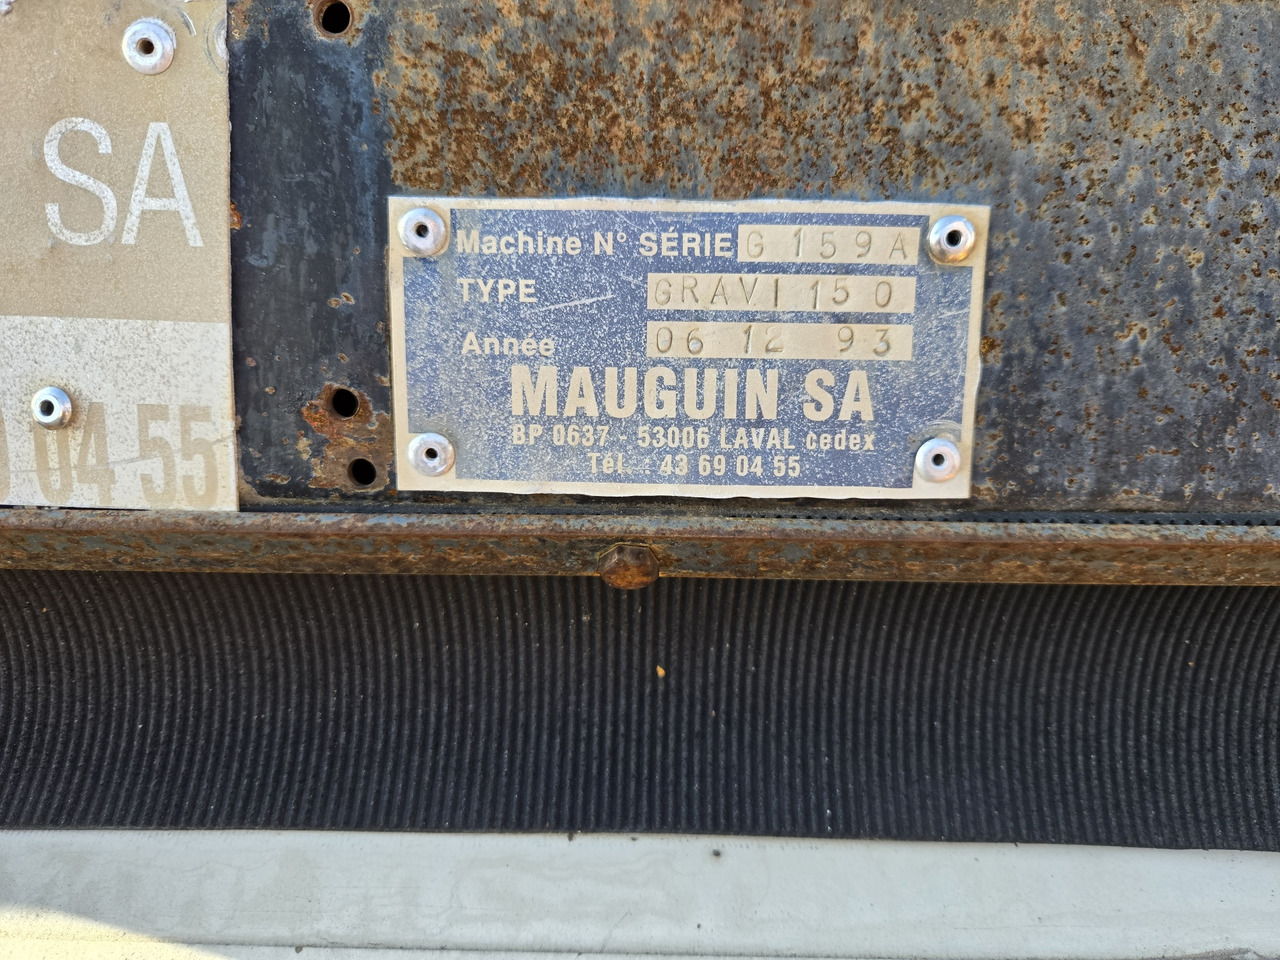 SA
04 55
Machine N° SÉRIE G 159A
TYPE GRAVI 150
Année 06 12 93
MAUGUIN SA
BP 0637 - 53006 LAVAL cedex
Tél. : 43 69 04 55